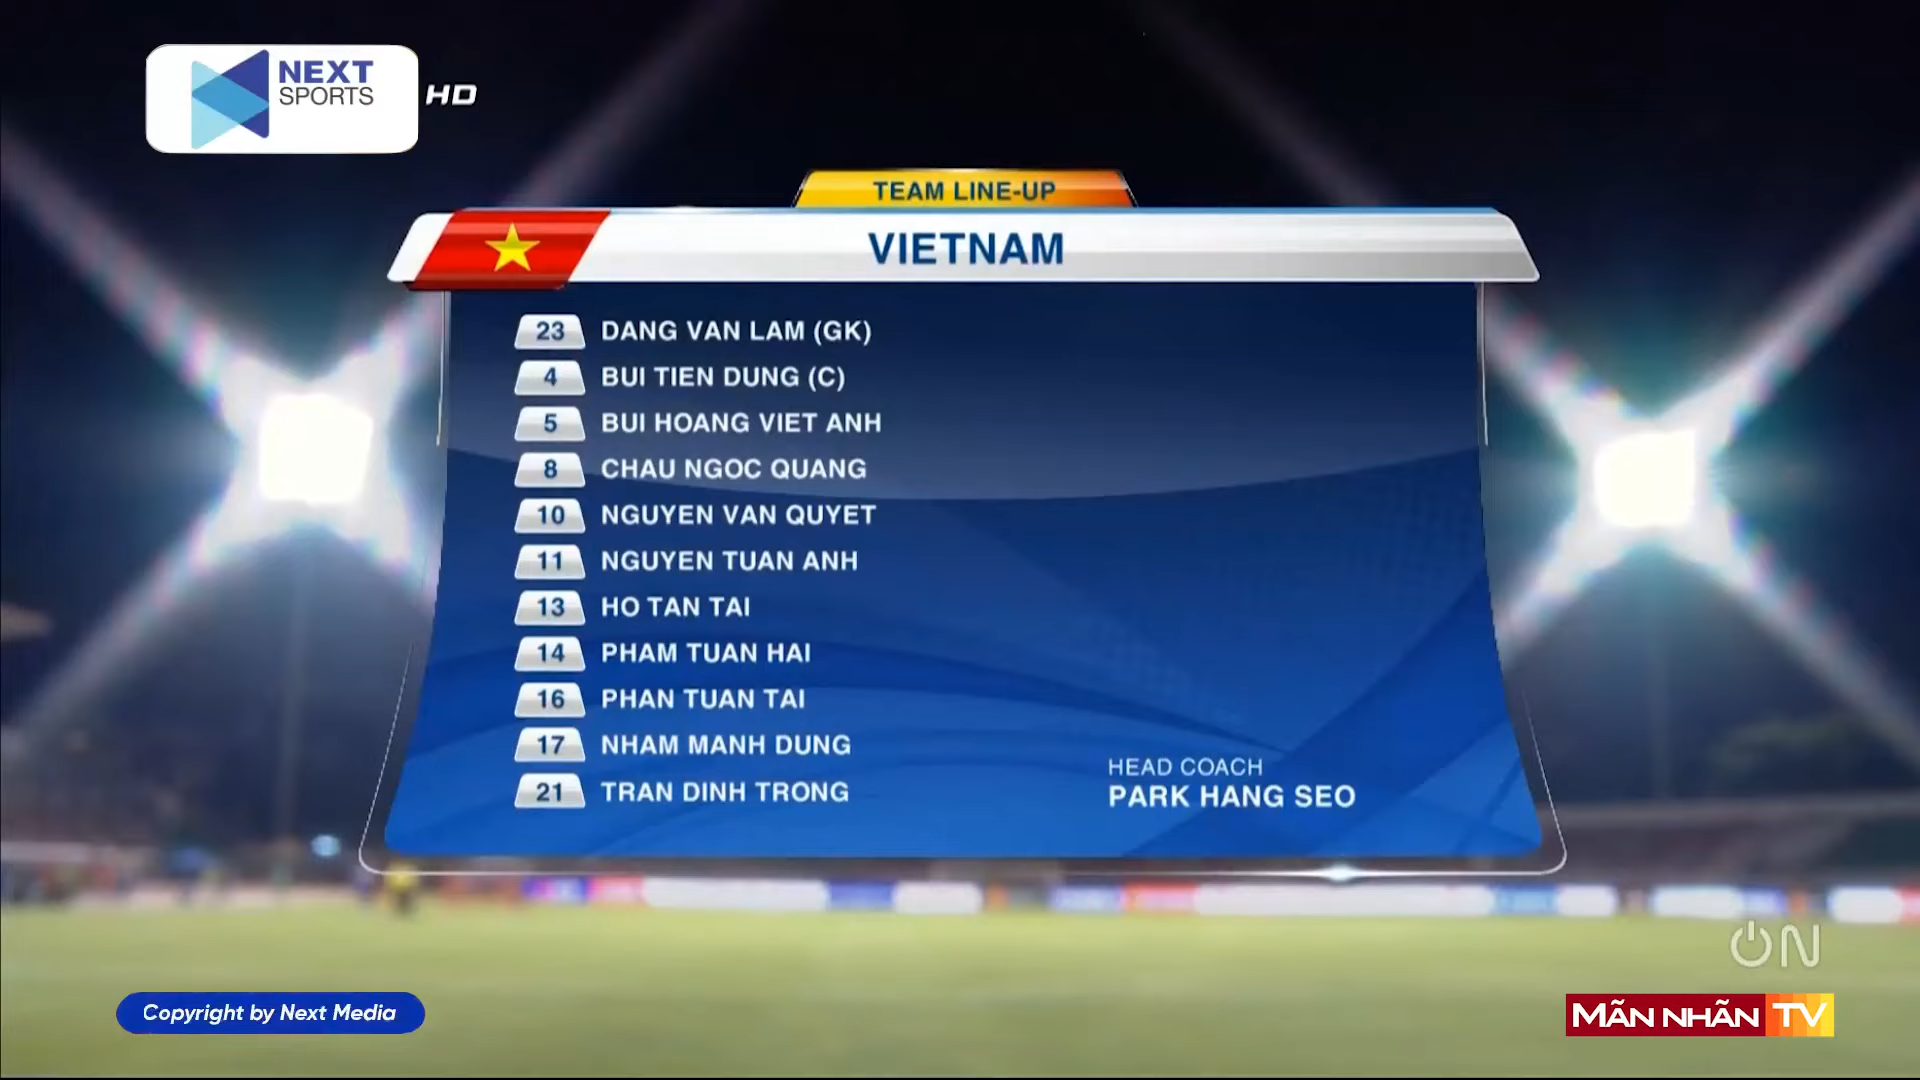 NEXT
SPORTS
HD
TEAM LINE-UP
VIETNAM
23 DANG VAN LAM (GK)
4 BUI TIEN DUNG (C)
5 BUI HOANG VIET ANH
8 CHAU NGOC QUANG
10 NGUYEN VAN QUYET
11 NGUYEN TUAN ANH
13 HO TAN TAI
14 PHAM TUAN HAI
16 PHAN TUAN TAI
17 NHAM MANH DUNG
21 TRAN DINH TRONG
HEAD COACH
PARK HANG SEO
ON
Copyright by Next Media
MÃN NHÃN TV